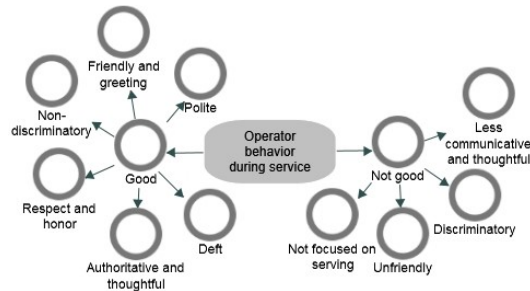 Friendly and
greeting
Polite
Non-
discriminatory
Good
Respect and
honor
Authoritative and
thoughtful
Deft
Operator
behavior
during service
Not good
Less
communicative
and thoughtful
Discriminatory
Unfriendly
Not focused on
serving